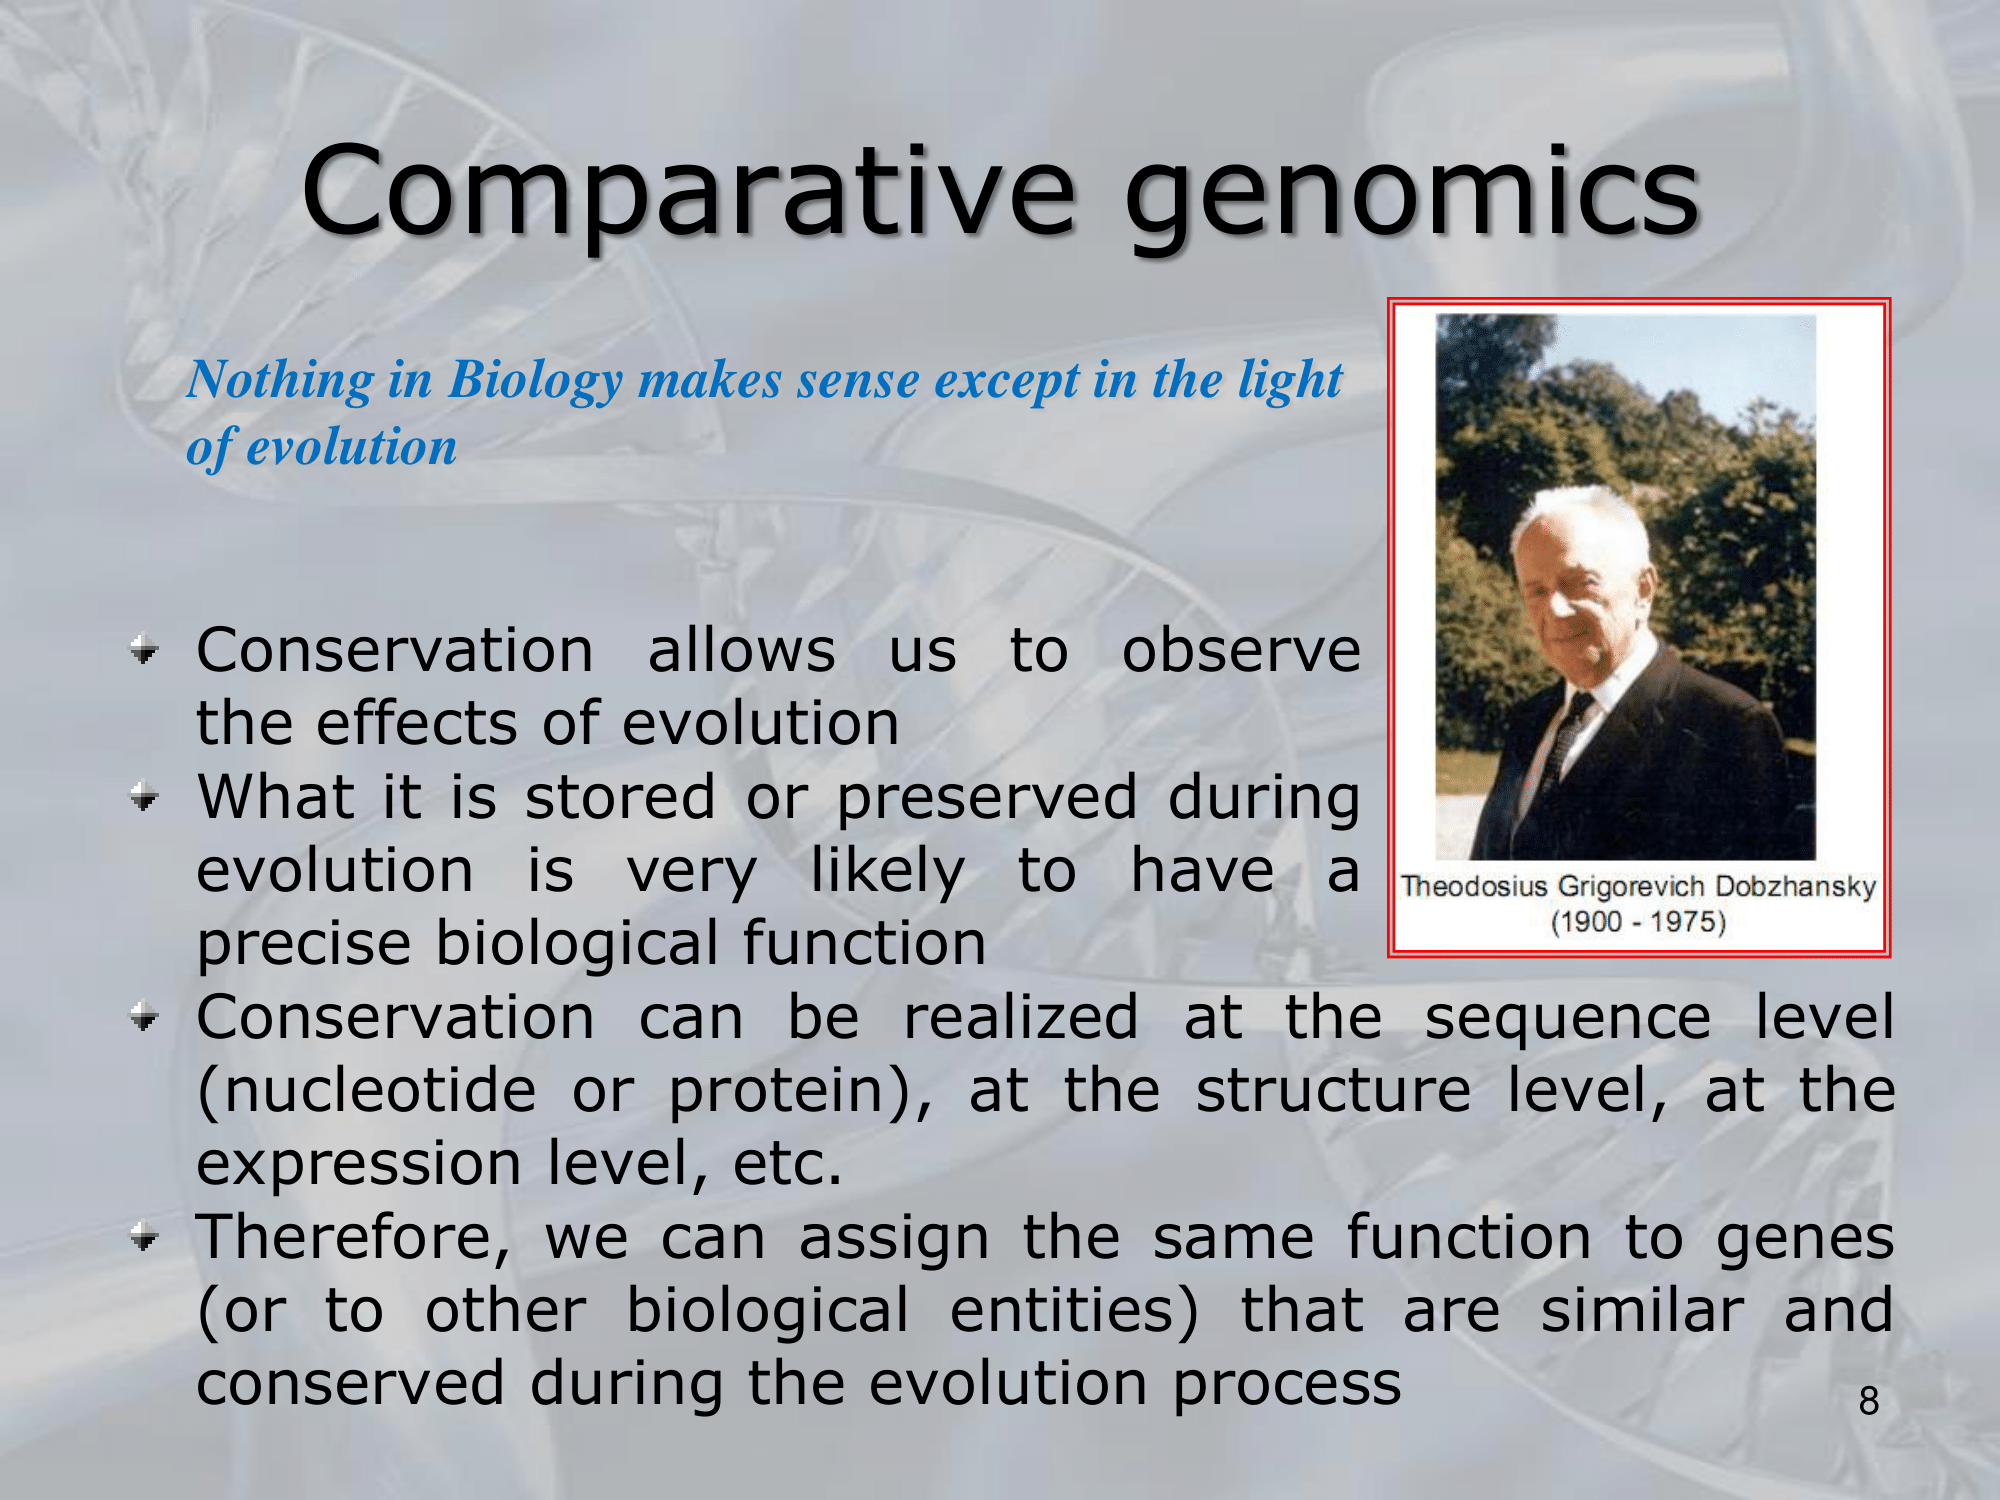 Comparative genomics
Nothing in Biology makes sense except in the light
of evolution
Conservation allows us to observe
the effects of evolution
What it is stored or preserved during
evolution is very likely to have a
precise biological function
Theodosius Grigorevich Dobzhansky
(1900 - 1975)
Conservation can be realized at the sequence level
(nucleotide or protein), at the structure level, at the
expression level, etc.
Therefore, we can assign the same function to genes
(or to other biological entities) that are similar and
conserved during the evolution process
8